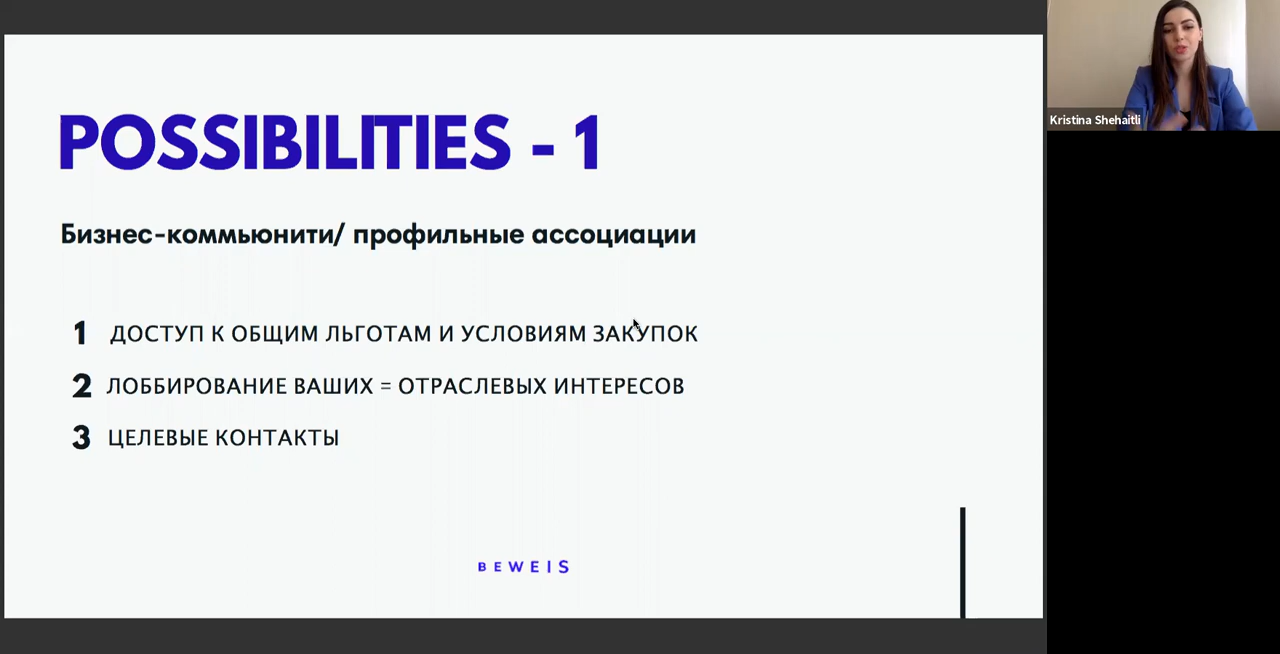 POSSIBILITIES - 1
Бизнес-коммьюнити/ профильные ассоциации
1 ДОСТУП К ОБЩИМ ЛЬГОТАМ И УСЛОВИЯМ ЗАКУПОК
2 ЛОББИРОВАНИЕ ВАШИХ = ОТРАСЛЕВЫХ ИНТЕРЕСОВ
3 ЦЕЛЕВЫЕ КОНТАКТЫ
BEWEIS
Kristina Shehaitli